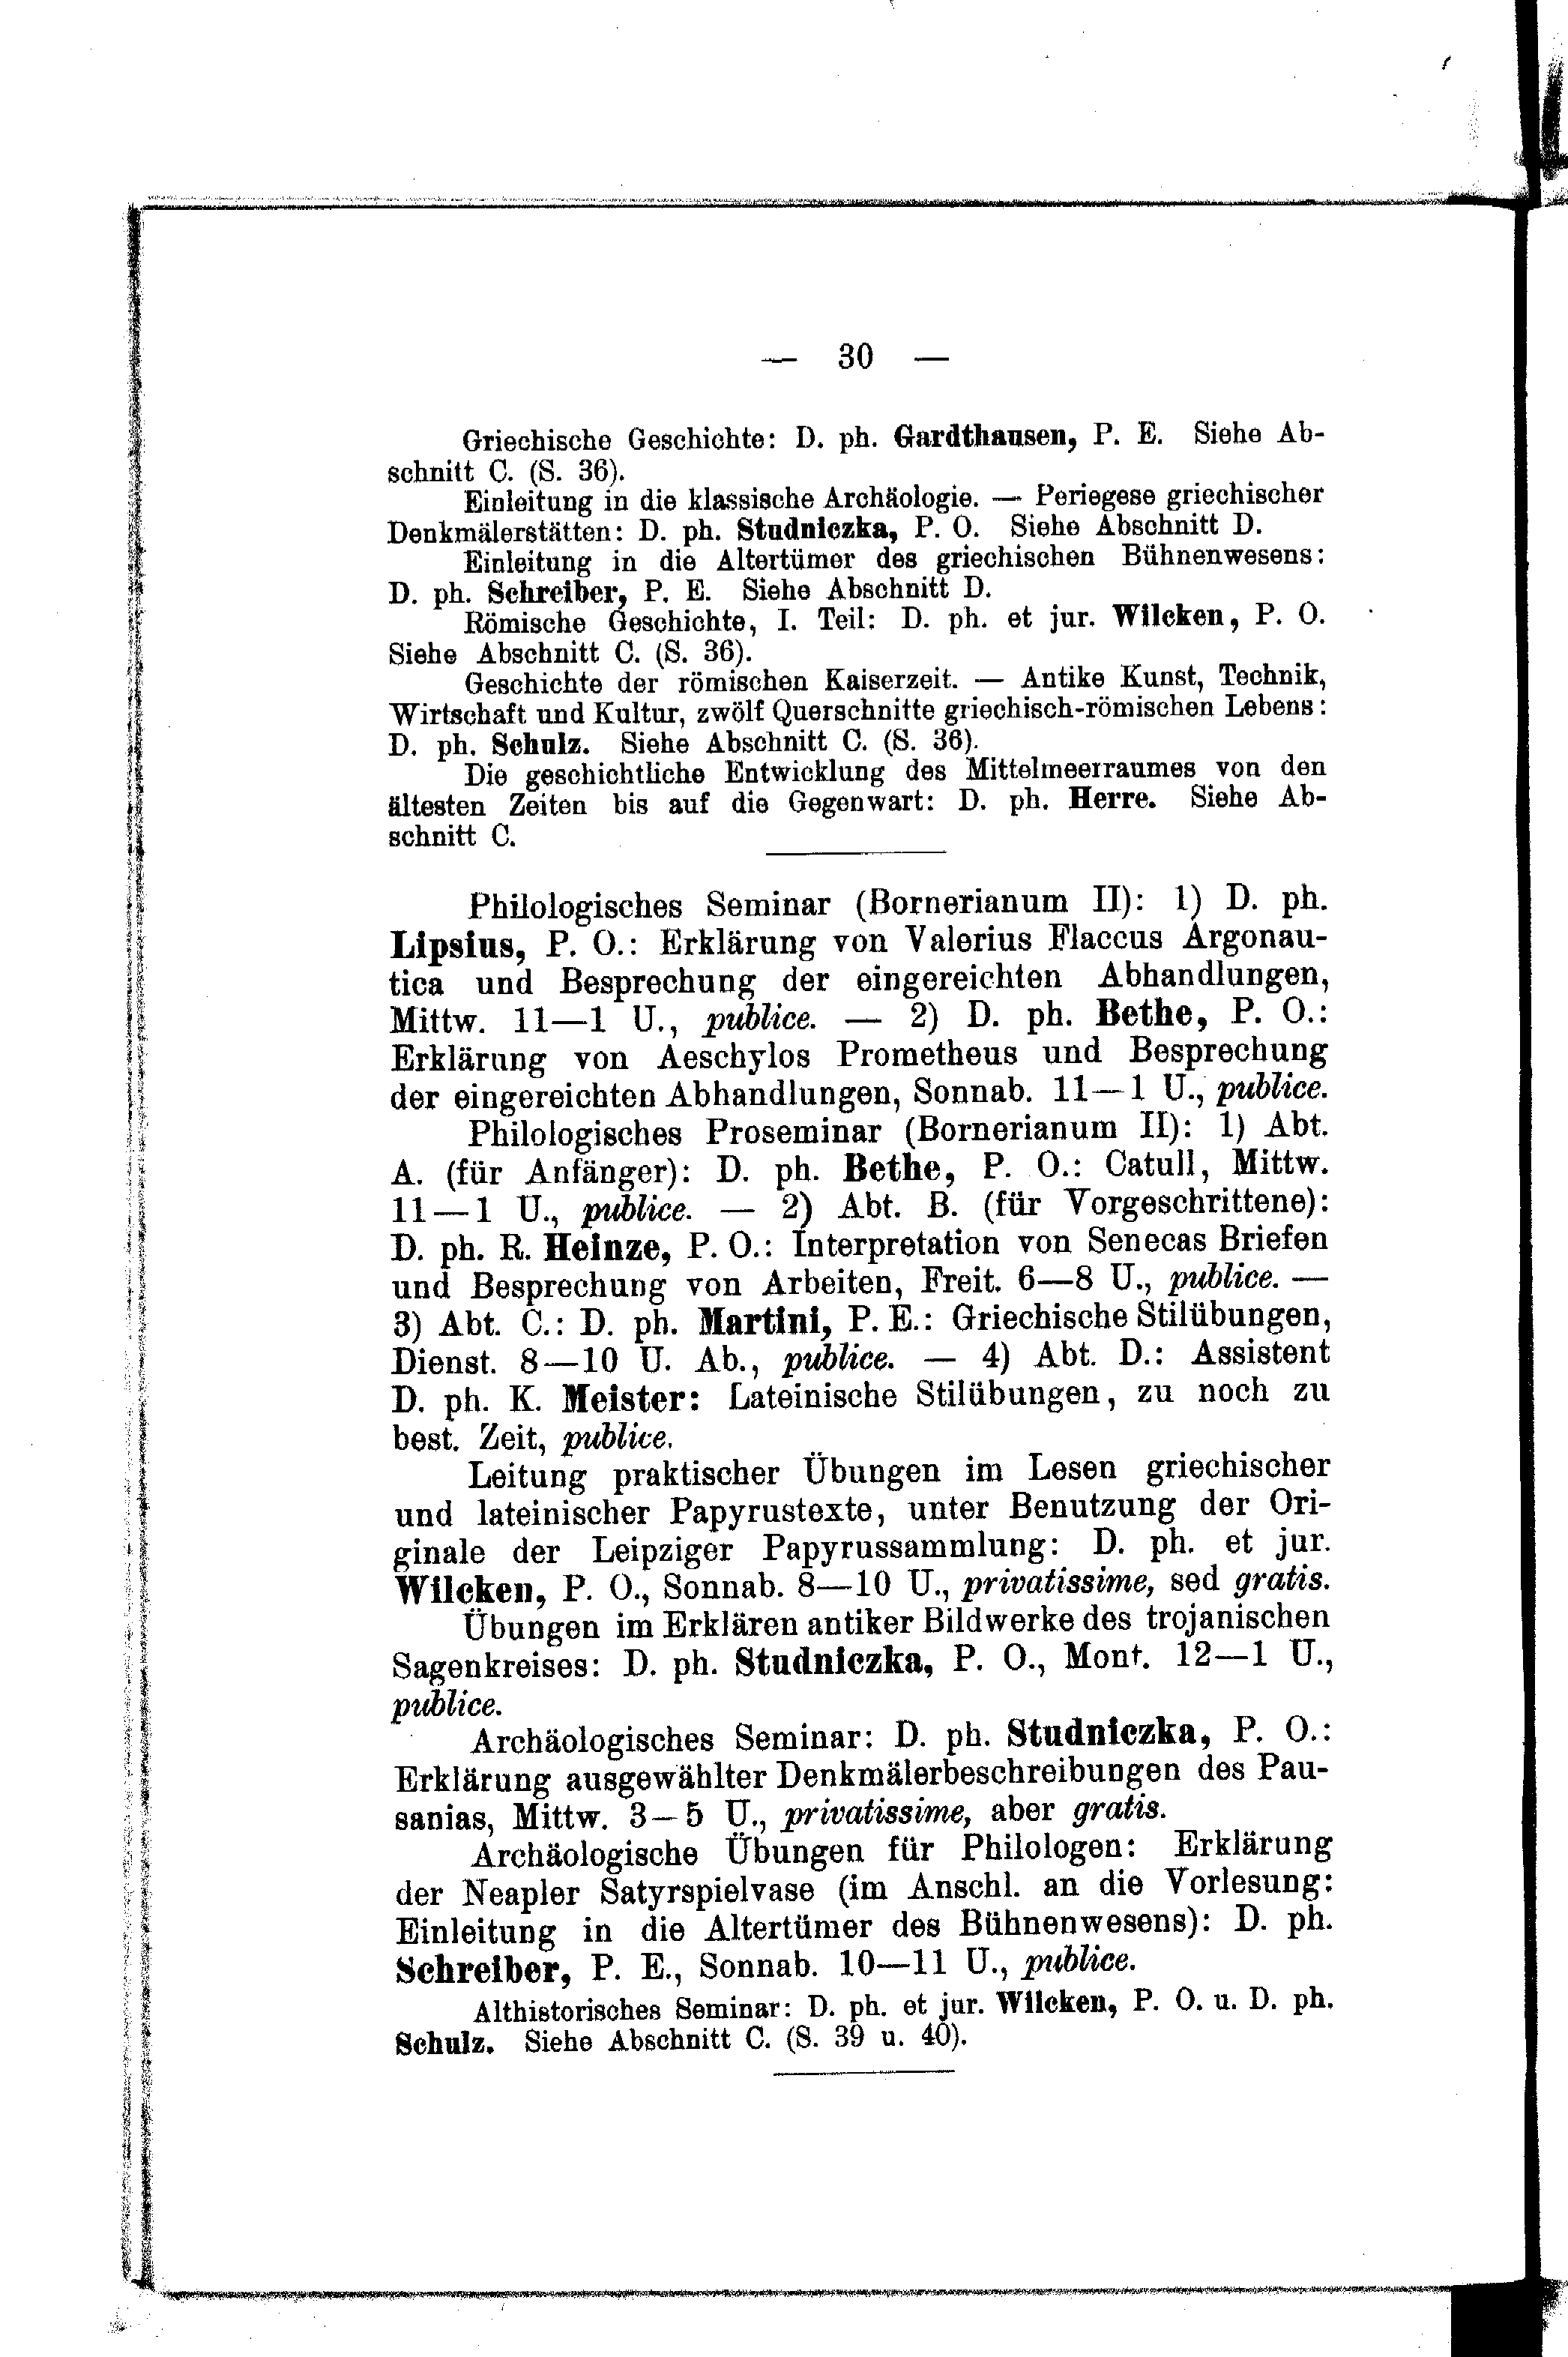 — 30 —
Griechische Geschichte: D. ph. Gardthausen, P. E. Siehe Ab-
schnitt C. (S. 36).
Einleitung in die klassische Archäologie. — Periegese griechischer
Denkmälerstätten: D. ph. Studniczka, P. O. Siehe Abschnitt D.
Einleitung in die Altertümer des griechischen Bühnenwesens:
D. ph. Schreiber, P. E. Siehe Abschnitt D.
Römische Geschichte, I. Teil: D. ph. et jur. Wilcken, P. O.
Siehe Abschnitt C. (S. 36).
Geschichte der römischen Kaiserzeit. — Antike Kunst, Technik,
Wirtschaft und Kultur, zwölf Querschnitte griechisch-römischen Lebens:
D. ph. Schulz. Siehe Abschnitt C. (S. 36).
Die geschichtliche Entwicklung des Mittelmeerraumes von den
ältesten Zeiten bis auf die Gegenwart: D. ph. Herre. Siehe Ab-
schnitt C.
Philologisches Seminar (Bornerianum II): 1) D. ph.
Lipsius, P. O.: Erklärung von Valerius Flaccus Argonau-
tica und Besprechung der eingereichten Abhandlungen,
Mittw. 11—1 U., publice. — 2) D. ph. Bethe, P. O.:
Erklärung von Aeschylos Prometheus und Besprechung
der eingereichten Abhandlungen, Sonnab. 11—1 U., publice.
Philologisches Proseminar (Bornerianum II): 1) Abt.
A. (für Anfänger): D. ph. Bethe, P. O.: Catull, Mittw.
11—1 U., publice. — 2) Abt. B. (für Vorgeschrittene):
D. ph. R. Heinze, P. O.: Interpretation von Senecas Briefen
und Besprechung von Arbeiten, Freit. 6—8 U., publice. —
3) Abt. C.: D. ph. Martini, P. E.: Griechische Stilübungen,
Dienst. 8—10 U. Ab., publice. — 4) Abt. D.: Assistent
D. ph. K. Meister: Lateinische Stilübungen, zu noch zu
best. Zeit, publice.
Leitung praktischer Übungen im Lesen griechischer
und lateinischer Papyrustexte, unter Benutzung der Ori-
ginale der Leipziger Papyrussammlung: D. ph. et jur.
Wilcken, P. O., Sonnab. 8—10 U., privatissime, sed gratis.
Übungen im Erklären antiker Bildwerke des trojanischen
Sagenkreises: D. ph. Studniczka, P. O., Mont. 12—1 U.,
publice.
Archäologisches Seminar: D. ph. Studniczka, P. O.:
Erklärung ausgewählter Denkmälerbeschreibungen des Pau-
sanias, Mittw. 3—5 U., privatissime, aber gratis.
Archäologische Übungen für Philologen: Erklärung
der Neapler Satyrspielvase (im Anschl. an die Vorlesung:
Einleitung in die Altertümer des Bühnenwesens): D. ph.
Schreiber, P. E., Sonnab. 10—11 U., publice.
Althistorisches Seminar: D. ph. et jur. Wilcken, P. O. u. D. ph.
Schulz. Siehe Abschnitt C. (S. 39 u. 40).